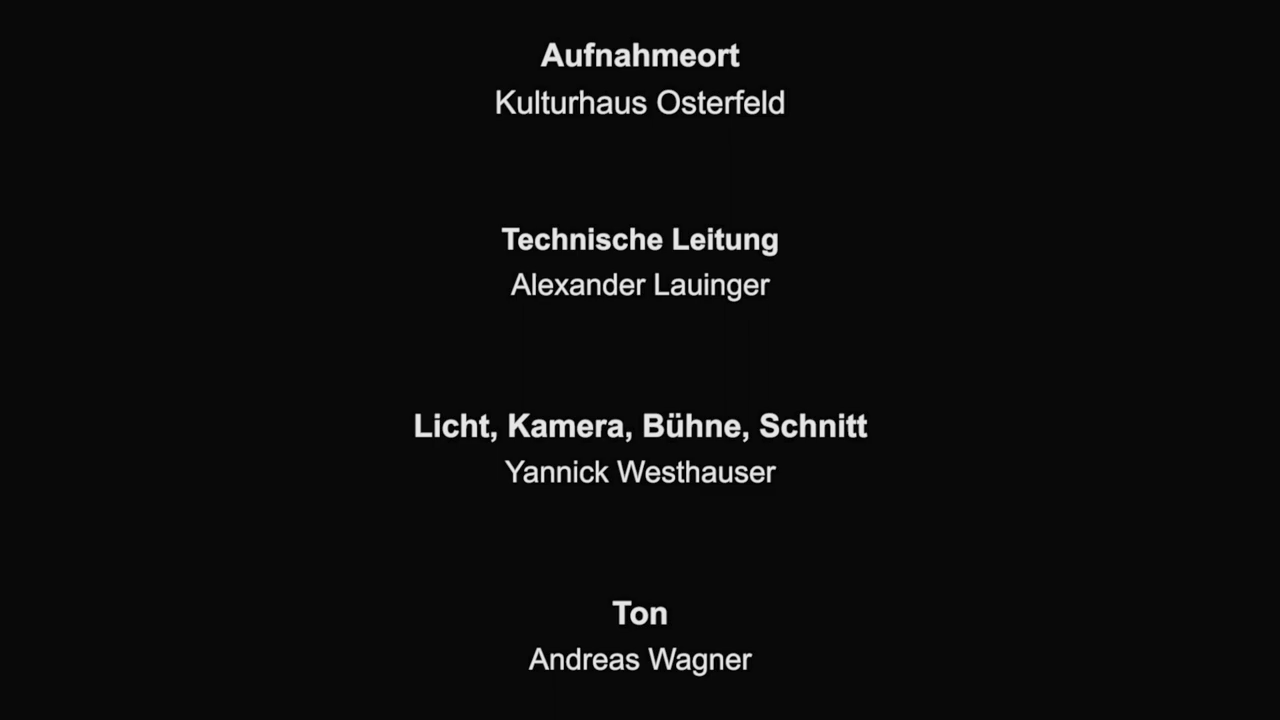 Aufnahmeort
Kulturhaus Osterfeld
Technische Leitung
Alexander Lauinger
Licht, Kamera, Bühne, Schnitt
Yannick Westhauser
Ton
Andreas Wagner